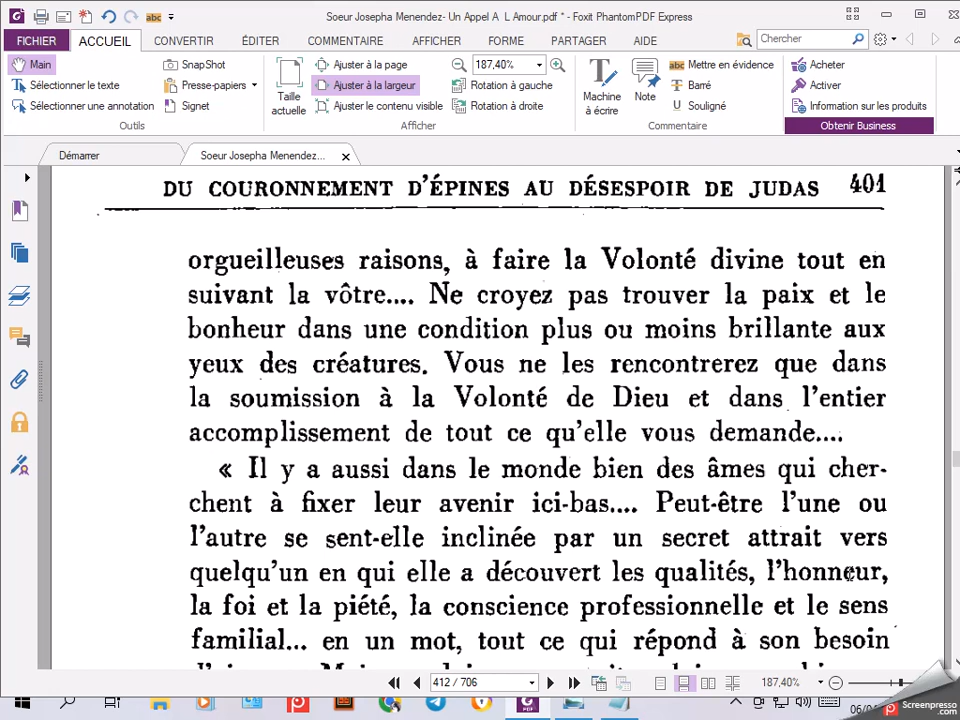 Soeur Josepha Menendez- Un Appel A L Amour.pdf * - Foxit PhantomPDF Express
FICHIER ACCUEIL CONVERTIR ÉDITER COMMENTAIRE AFFICHER FORME PARTAGER AIDE Chercher
Main SnapShot Ajuster à la page 187,40% Mettre en évidence Acheter
Sélectionner le texte Presse-papiers Ajuster à la largeur Rotation à gauche Barré Activer
Sélectionner une annotation Signet Taille actuelle Ajuster le contenu visible Rotation à droite Machine à écrire Note Souligné Information sur les produits
Outils Afficher Commentaire Obtenir Business
Démarrer Soeur Josepha Menendez...
DU COURONNEMENT D'ÉPINES AU DÉSESPOIR DE JUDAS 401
orgueilleuses raisons, à faire la Volonté divine tout en
suivant la vôtre.... Ne croyez pas trouver la paix et le
bonheur dans une condition plus ou moins brillante aux
yeux des créatures. Vous ne les rencontrerez que dans
la soumission à la Volonté de Dieu et dans l'entier
accomplissement de tout ce qu'elle vous demande....
« Il y a aussi dans le monde bien des âmes qui cher-
chent à fixer leur avenir ici-bas.... Peut-être l'une ou
l'autre se sent-elle inclinée par un secret attrait vers
quelqu'un en qui elle a découvert les qualités, l'honneur,
la foi et la piété, la conscience professionnelle et le sens
familial... en un mot, tout ce qui répond à son besoin
412 / 706 187,40%
Screenpresso
.com